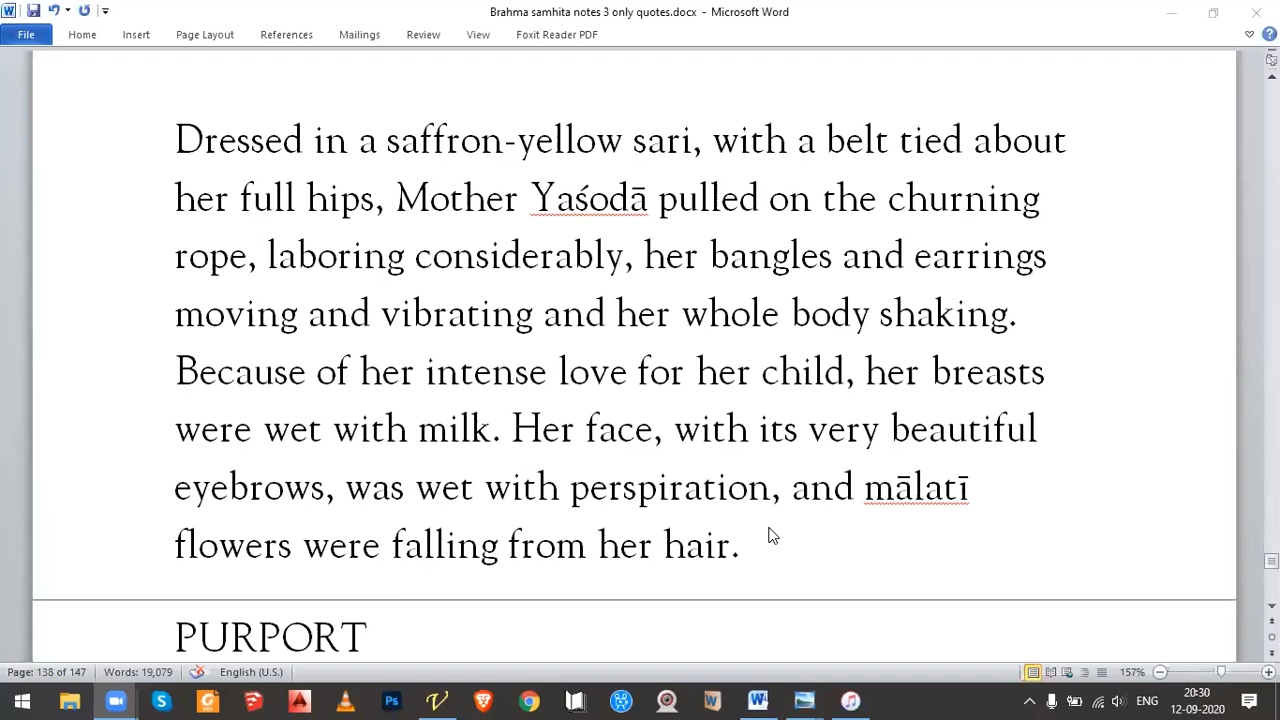 Brahma samhita notes 3 only quotes.docx - Microsoft Word
File Home Insert Page Layout References Mailings Review View Foxit Reader PDF
Dressed in a saffron-yellow sari, with a belt tied about
her full hips, Mother Yaśodā pulled on the churning
rope, laboring considerably, her bangles and earrings
moving and vibrating and her whole body shaking.
Because of her intense love for her child, her breasts
were wet with milk. Her face, with its very beautiful
eyebrows, was wet with perspiration, and mālatī
flowers were falling from her hair.
PURPORT
Page: 138 of 147 Words: 19,079 English (U.S.) 157%
ENG 20:30
12-09-2020